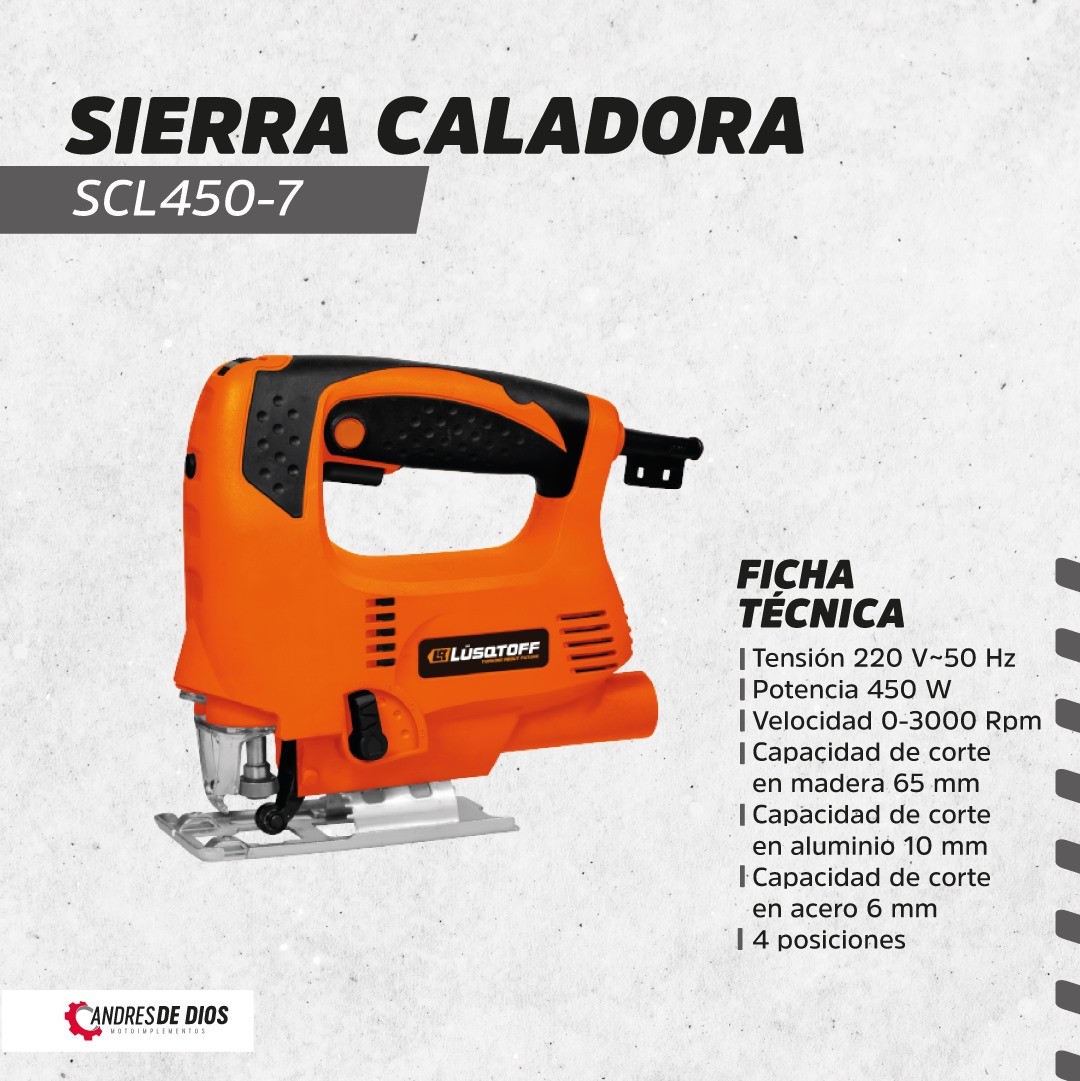 SIERRA CALADORA
SCL450-7
LÜSQTOFF
FICHA
TÉCNICA
Tensión 220 V~50 Hz
Potencia 450 W
Velocidad 0-3000 Rpm
Capacidad de corte
en madera 65 mm
Capacidad de corte
en aluminio 10 mm
Capacidad de corte
en acero 6 mm
4 posiciones
ANDRES DE DIOS
MOTOIMPLEMENTOS